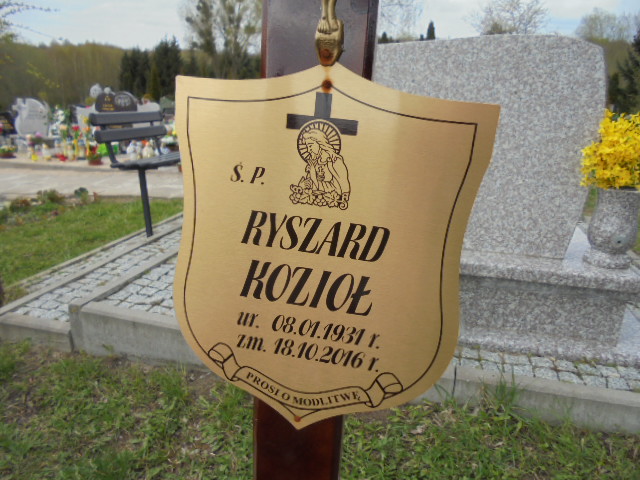 Ś. P.
RYSZARD
KOZIOŁ
ur. 08.01.1931 r.
zm. 18.10.2016 r.
PROSI O MODLITWĘ